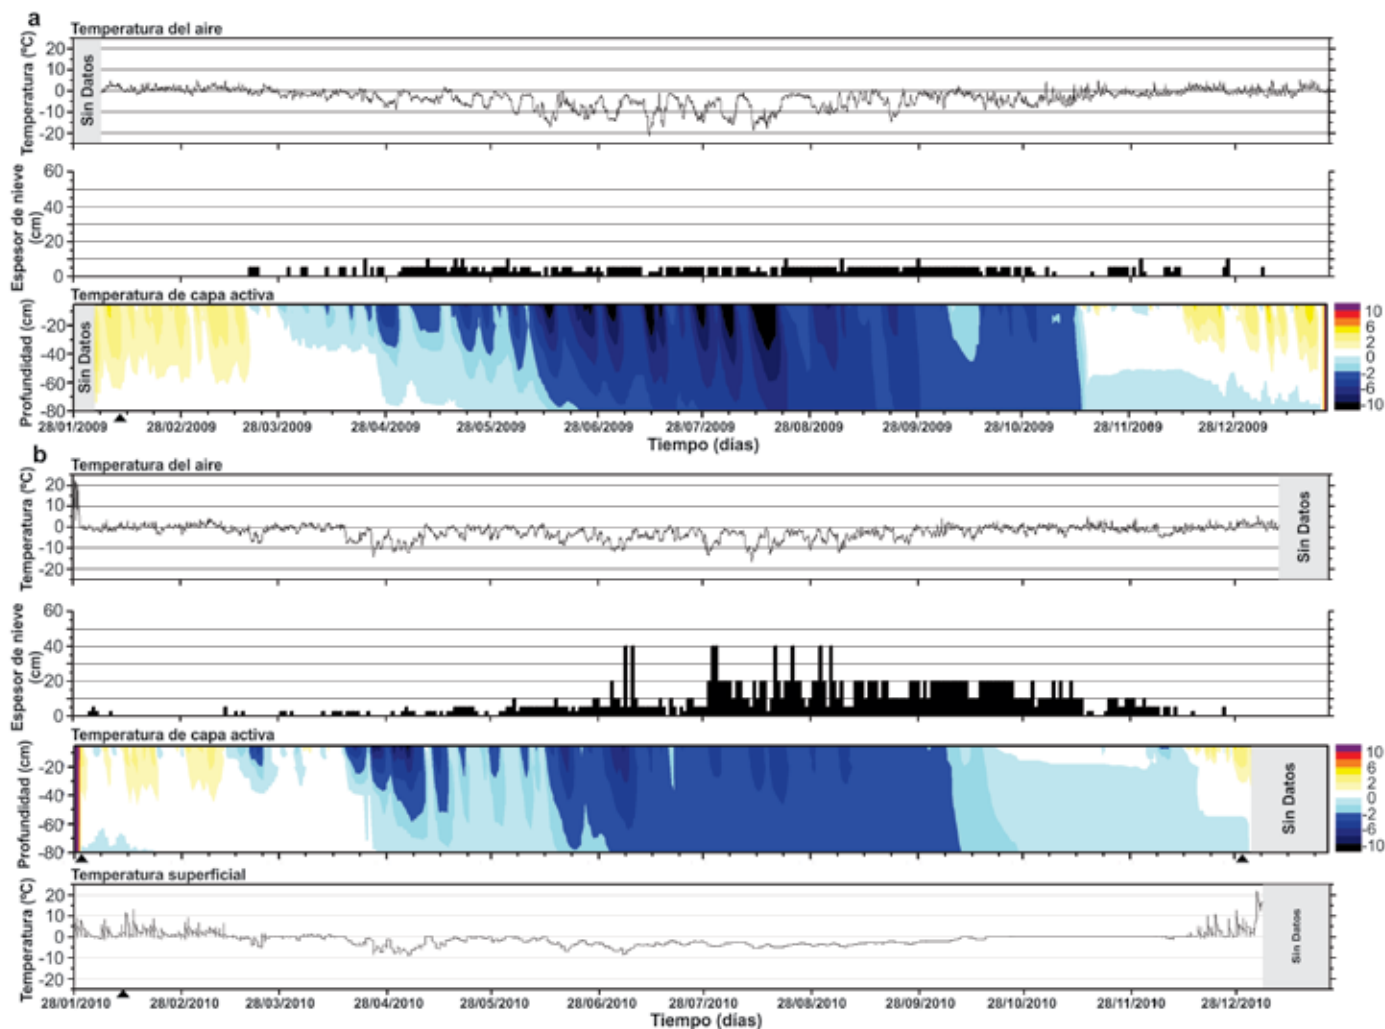 a
Temperatura del aire
Temperatura (ºC)
20
10
0
-10
-20
Sin Datos
Espesor de nieve
(cm)
60
40
20
0
Temperatura de capa activa
Profundidad (cm)
-20
-40
-60
-80
Sin Datos
10
6
2
0
-2
-6
-10
28/01/2009 28/02/2009 28/03/2009 28/04/2009 28/05/2009 28/06/2009 28/07/2009 28/08/2009 28/09/2009 28/10/2009 28/11/2009 28/12/2009
Tiempo (días)
b
Temperatura del aire
Temperatura (ºC)
20
10
0
-10
-20
Sin Datos
Espesor de nieve
(cm)
60
40
20
0
Temperatura de capa activa
Profundidad (cm)
-20
-40
-60
-80
Sin Datos
10
6
2
0
-2
-6
-10
Temperatura superficial
Temperatura (ºC)
20
10
0
-10
-20
Sin Datos
28/01/2010 28/02/2010 28/03/2010 28/04/2010 28/05/2010 28/06/2010 28/07/2010 28/08/2010 28/09/2010 28/10/2010 28/11/2010 28/12/2010
Tiempo (días)